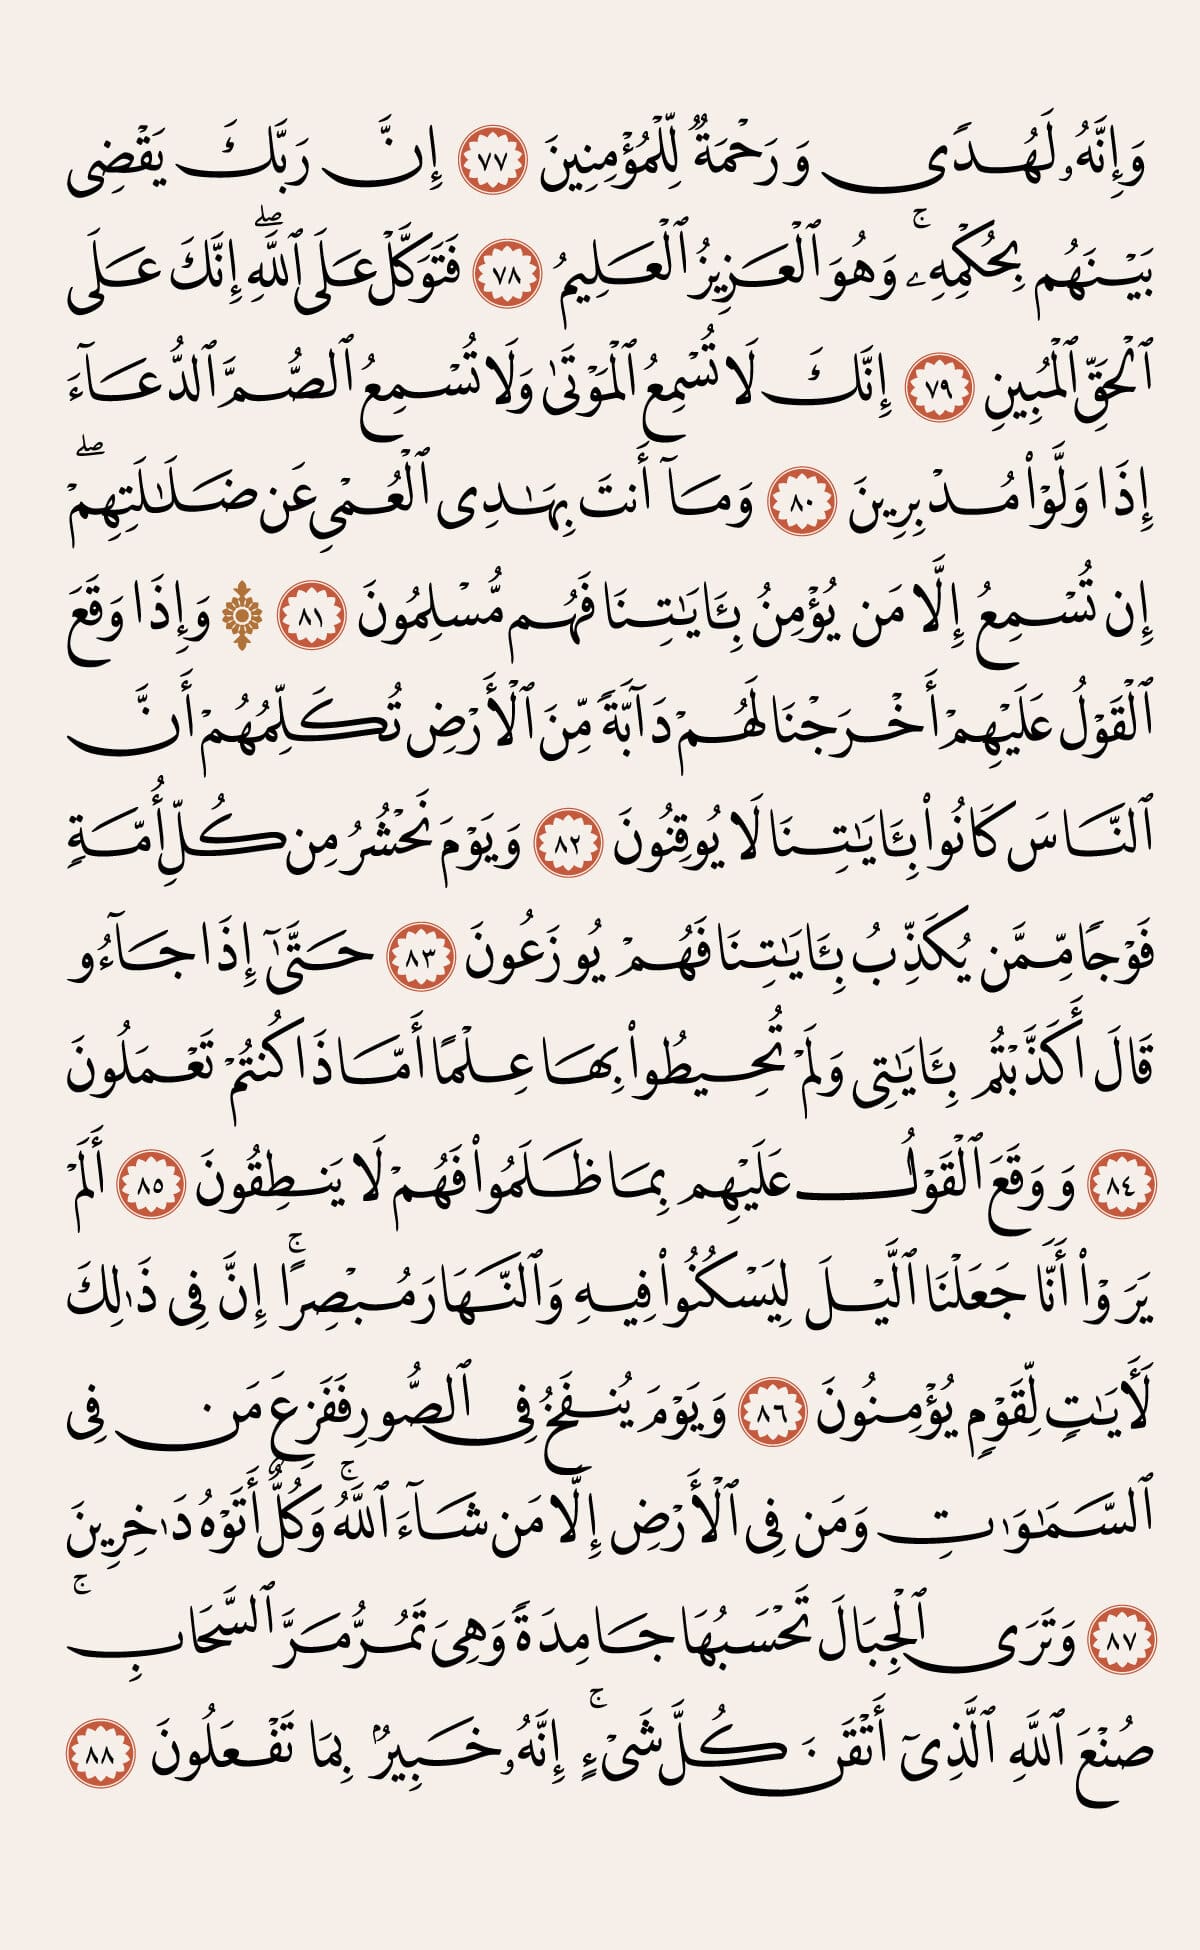 وَإِنَّهُۥ لَهُدًى وَرَحْمَةٌ لِّلْمُؤْمِنِينَ ٧٧ إِنَّ رَبَّكَ يَقْضِى
بَيْنَهُم بِحُكْمِهِۦ ۚ وَهُوَ ٱلْعَزِيزُ ٱلْعَلِيمُ ٧٨ فَتَوَكَّلْ عَلَى ٱللَّهِ ۖ إِنَّكَ عَلَى
ٱلْحَقِّ ٱلْمُبِينِ ٧٩ إِنَّكَ لَا تُسْمِعُ ٱلْمَوْتَىٰ وَلَا تُسْمِعُ ٱلصُّمَّ ٱلدُّعَآءَ
إِذَا وَلَّوْا۟ مُدْبِرِينَ ٨٠ وَمَآ أَنتَ بِهَـٰدِى ٱلْعُمْىِ عَن ضَلَـٰلَتِهِمْ ۖ
إِن تُسْمِعُ إِلَّا مَن يُؤْمِنُ بِـَٔايَـٰتِنَا فَهُم مُّسْلِمُونَ ٨١ ۞ وَإِذَا وَقَعَ
ٱلْقَوْلُ عَلَيْهِمْ أَخْرَجْنَا لَهُمْ دَآبَّةً مِّنَ ٱلْأَرْضِ تُكَلِّمُهُمْ أَنَّ
ٱلنَّاسَ كَانُوا۟ بِـَٔايَـٰتِنَا لَا يُوقِنُونَ ٨٢ وَيَوْمَ نَحْشُرُ مِن كُلِّ أُمَّةٍ
فَوْجًا مِّمَّن يُكَذِّبُ بِـَٔايَـٰتِنَا فَهُمْ يُوزَعُونَ ٨٣ حَتَّىٰٓ إِذَا جَآءُو
قَالَ أَكَذَّبْتُم بِـَٔايَـٰتِى وَلَمْ تُحِيطُوا۟ بِهَا عِلْمًا أَمَّاذَا كُنتُمْ تَعْمَلُونَ
٨٤ وَوَقَعَ ٱلْقَوْلُ عَلَيْهِم بِمَا ظَلَمُوا۟ فَهُمْ لَا يَنطِقُونَ ٨٥ أَلَمْ
يَرَوْا۟ أَنَّا جَعَلْنَا ٱلَّيْلَ لِيَسْكُنُوا۟ فِيهِ وَٱلنَّهَارَ مُبْصِرًا ۚ إِنَّ فِى ذَٰلِكَ
لَـَٔايَـٰتٍ لِّقَوْمٍ يُؤْمِنُونَ ٨٦ وَيَوْمَ يُنفَخُ فِى ٱلصُّورِ فَفَزِعَ مَن فِى
ٱلسَّمَـٰوَٰتِ وَمَن فِى ٱلْأَرْضِ إِلَّا مَن شَآءَ ٱللَّهُ ۚ وَكُلٌّ أَتَوْهُ دَٰخِرِينَ
٨٧ وَتَرَى ٱلْجِبَالَ تَحْسَبُهَا جَامِدَةً وَهِىَ تَمُرُّ مَرَّ ٱلسَّحَابِ ۚ
صُنْعَ ٱللَّهِ ٱلَّذِىٓ أَتْقَنَ كُلَّ شَىْءٍ ۚ إِنَّهُۥ خَبِيرٌۢ بِمَا تَفْعَلُونَ ٨٨